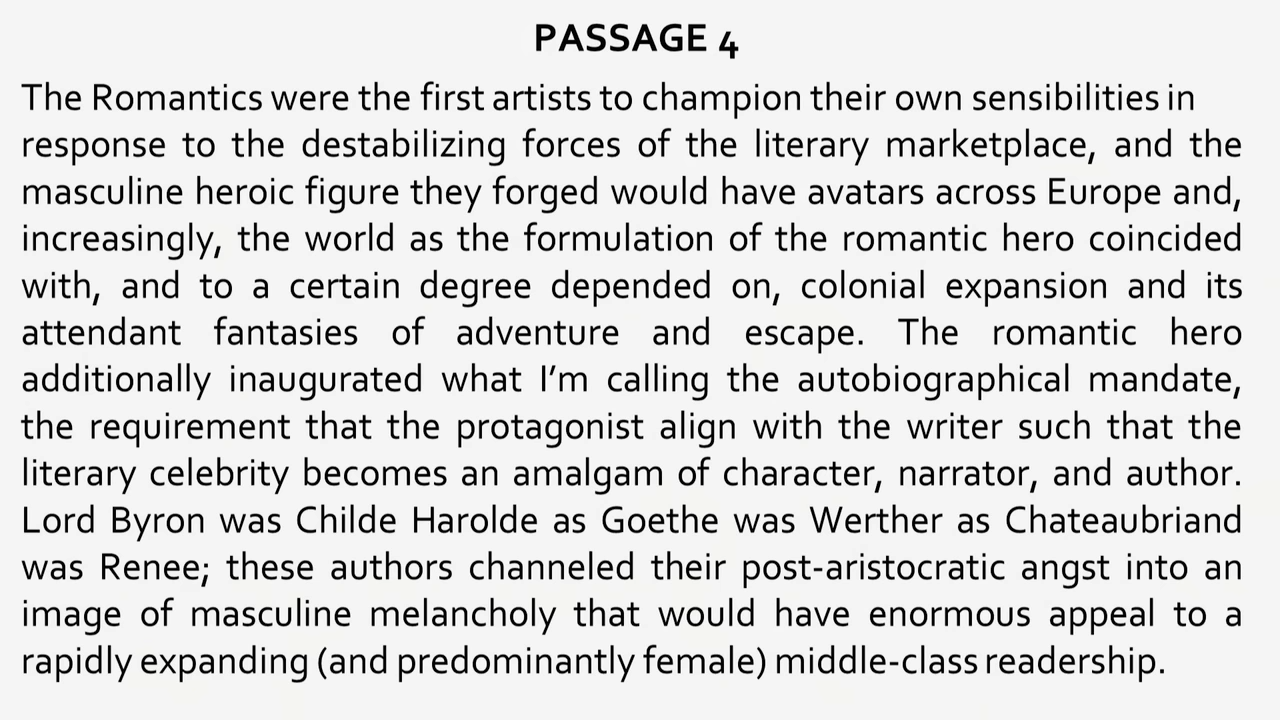 PASSAGE 4
The Romantics were the first artists to champion their own sensibilities in
response to the destabilizing forces of the literary marketplace, and the
masculine heroic figure they forged would have avatars across Europe and,
increasingly, the world as the formulation of the romantic hero coincided
with, and to a certain degree depended on, colonial expansion and its
attendant fantasies of adventure and escape. The romantic hero
additionally inaugurated what I’m calling the autobiographical mandate,
the requirement that the protagonist align with the writer such that the
literary celebrity becomes an amalgam of character, narrator, and author.
Lord Byron was Childe Harolde as Goethe was Werther as Chateaubriand
was Renee; these authors channeled their post-aristocratic angst into an
image of masculine melancholy that would have enormous appeal to a
rapidly expanding (and predominantly female) middle-class readership.